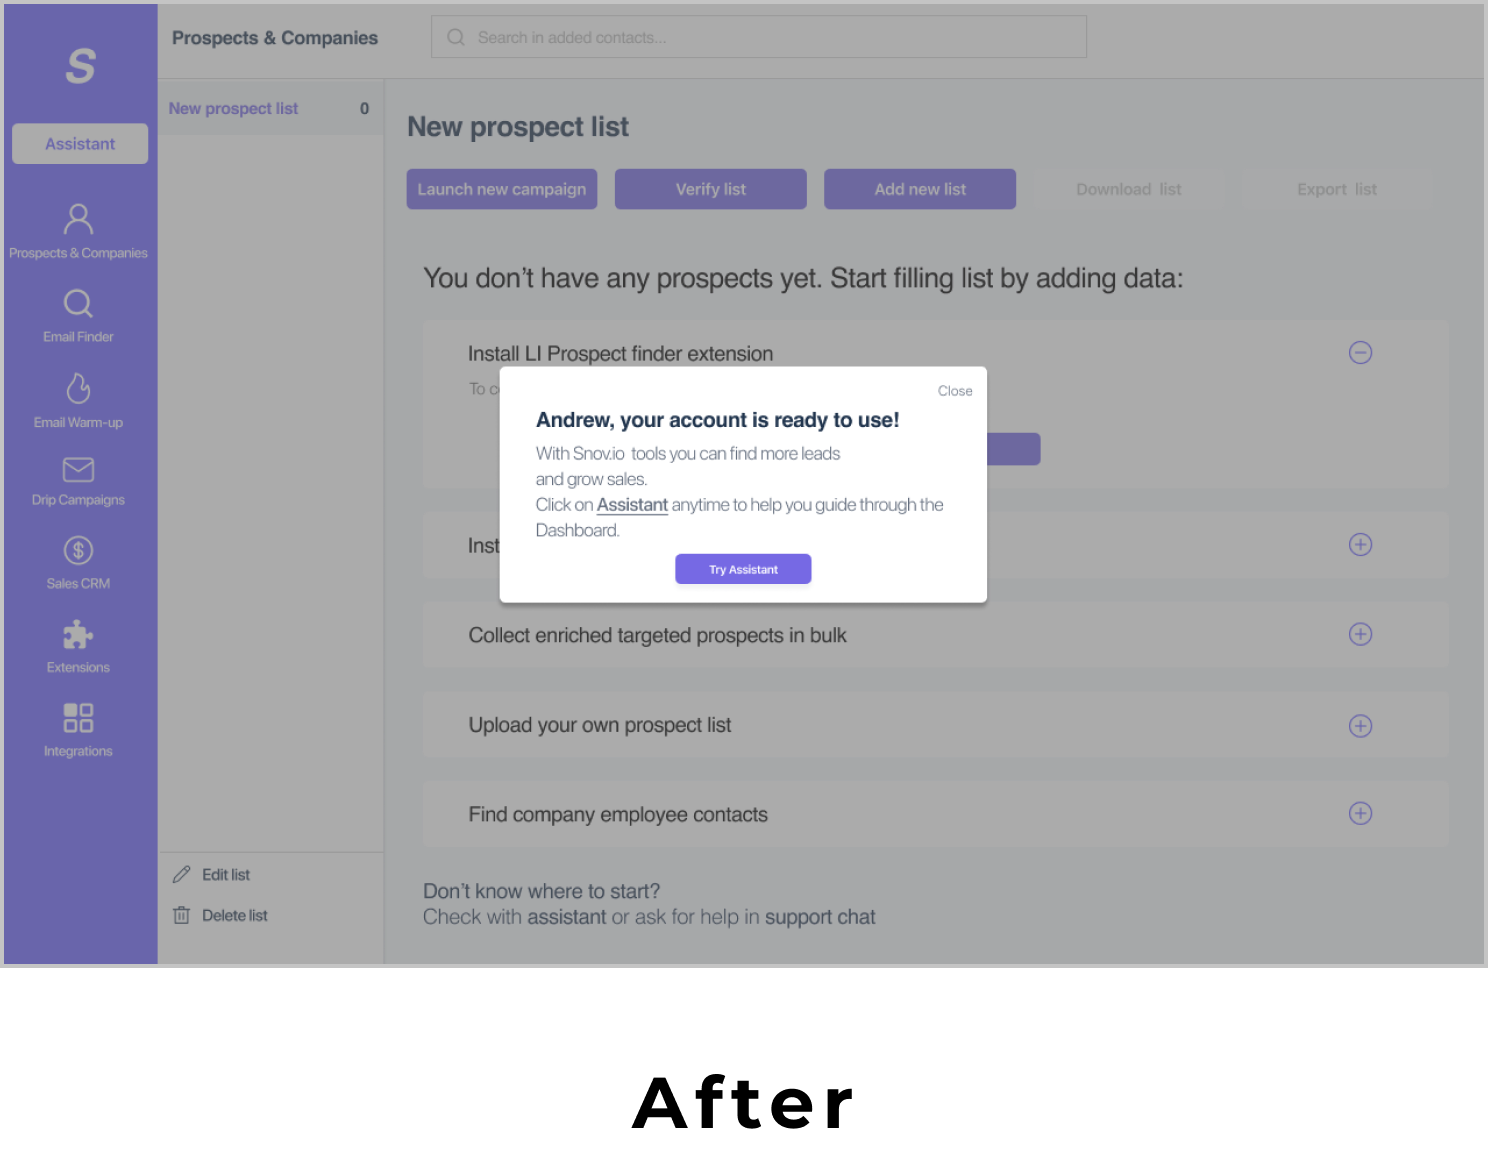 S
Prospects & Companies
Search in added contacts...
Assistant
Prospects & Companies
Email Finder
Email Warm-up
Drip Campaigns
Sales CRM
Extensions
Integrations
New prospect list 0
Edit list
Delete list
New prospect list
Launch new campaign
Verify list
Add new list
Download list
Export list
You don't have any prospects yet. Start filling list by adding data:
Install LI Prospect finder extension
To c
Close
Andrew, your account is ready to use!
With Snov.io tools you can find more leads
and grow sales.
Click on Assistant anytime to help you guide through the
Dashboard.
Try Assistant
Inst
Collect enriched targeted prospects in bulk
Upload your own prospect list
Find company employee contacts
Don't know where to start?
Check with assistant or ask for help in support chat
After